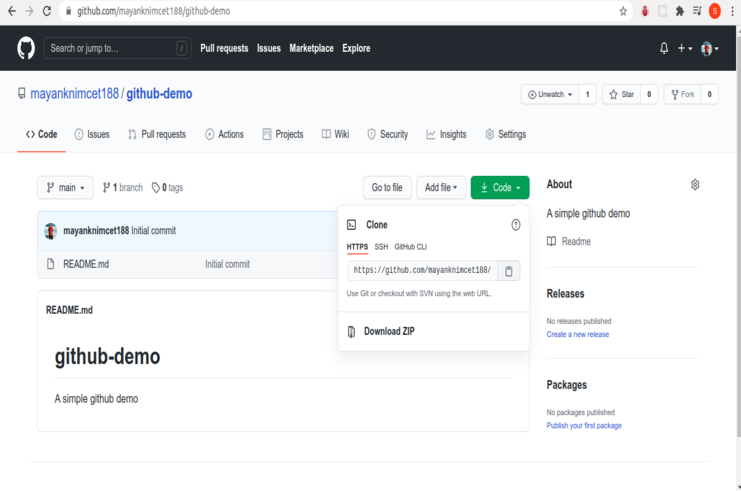 github.com/mayanknimcet188/github-demo
S
Search or jump to... /
Pull requests Issues Marketplace Explore
mayanknimcet188 / github-demo
Unwatch 1 Star 0 Fork 0
Code Issues Pull requests Actions Projects Wiki Security Insights Settings
main 1 branch 0 tags Go to file Add file Code
About
A simple github demo
Readme
mayanknimcet188 Initial commit
README.md Initial commit
Clone
HTTPS SSH GitHub CLI
https://github.com/mayanknimcet188/
Use Git or checkout with SVN using the web URL.
Download ZIP
README.md
github-demo
A simple github demo
Releases
No releases published
Create a new release
Packages
No packages published
Publish your first package